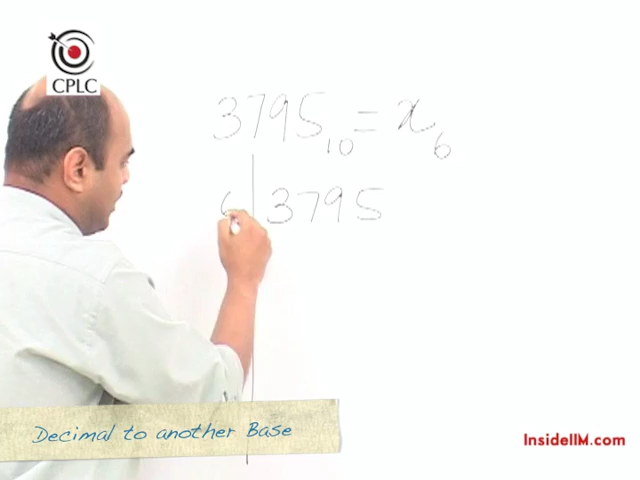 CPLC
3795₁₀ = x₆
6 3795
Decimal to another Base
InsideIIM.com